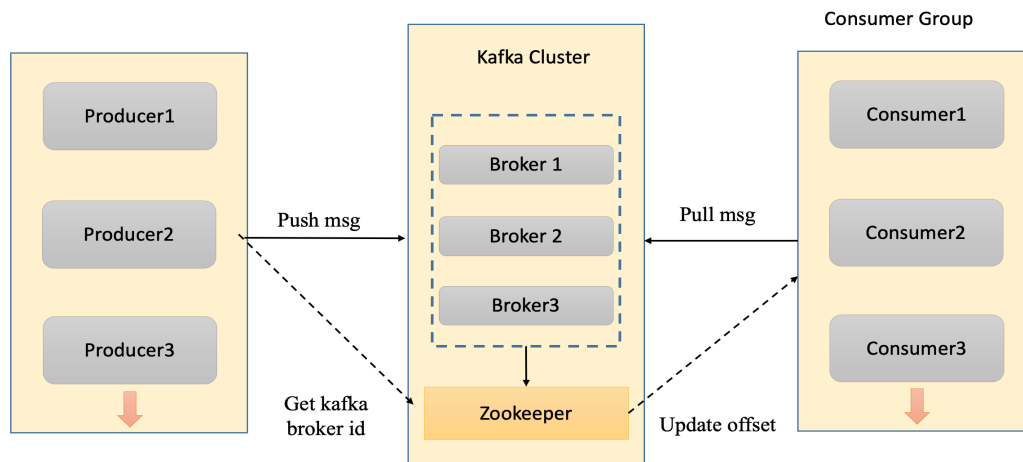 Consumer Group
Kafka Cluster
Producer1
Producer2
Producer3
Push msg
Get kafka
broker id
Broker 1
Broker 2
Broker3
Zookeeper
Pull msg
Update offset
Consumer1
Consumer2
Consumer3